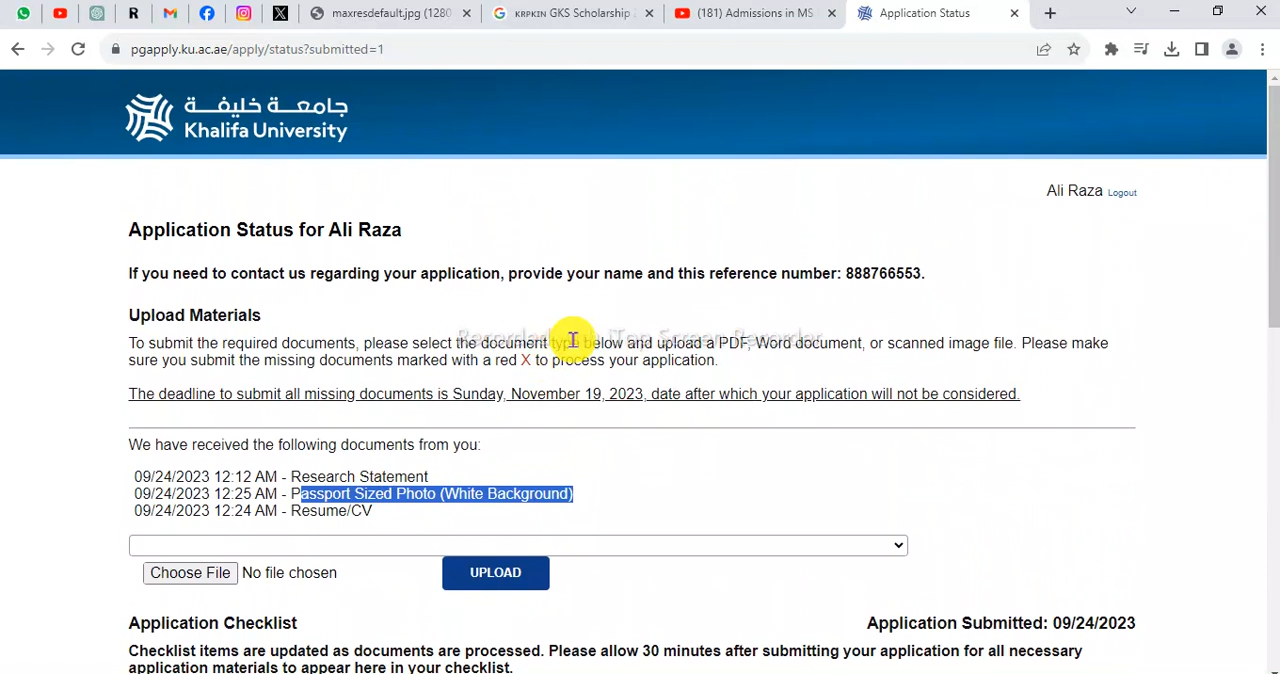 R
maxresdefault.jpg (1280
G
KRPKIN GKS Scholarship
(181) Admissions in MS
Application Status
pgapply.ku.ac.ae/apply/status?submitted=1
جامعة خليفة
Khalifa University
Ali Raza Logout
Application Status for Ali Raza
If you need to contact us regarding your application, provide your name and this reference number: 888766553.
Upload Materials
Recorded with iTop Screen Recorder
To submit the required documents, please select the document type below and upload a PDF, Word document, or scanned image file. Please make
sure you submit the missing documents marked with a red X to process your application.
The deadline to submit all missing documents is Sunday, November 19, 2023, date after which your application will not be considered.
We have received the following documents from you:
09/24/2023 12:12 AM - Research Statement
09/24/2023 12:25 AM - Passport Sized Photo (White Background)
09/24/2023 12:24 AM - Resume/CV
Choose File No file chosen UPLOAD
Application Checklist Application Submitted: 09/24/2023
Checklist items are updated as documents are processed. Please allow 30 minutes after submitting your application for all necessary
application materials to appear here in your checklist.